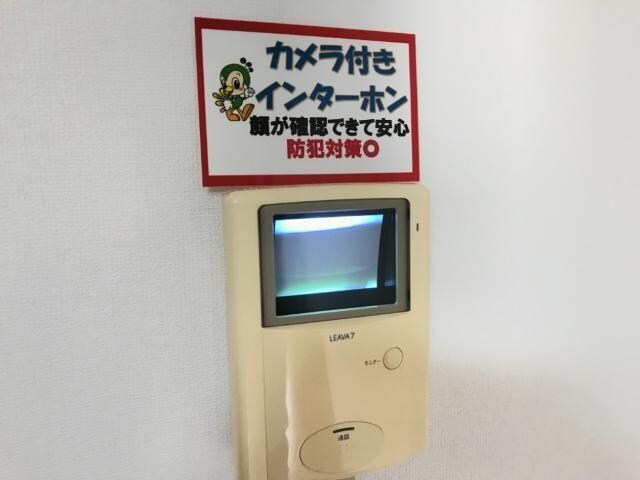 カメラ付き
インターホン
顔が確認できて安心
防犯対策○
LEAVA7
モニター
通話